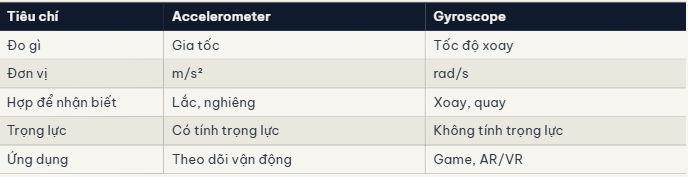 Tiêu chí Accelerometer Gyroscope
Đo gì Gia tốc Tốc độ xoay
Đơn vị m/s² rad/s
Hợp để nhận biết Lắc, nghiêng Xoay, quay
Trọng lực Có tính trọng lực Không tính trọng lực
Ứng dụng Theo dõi vận động Game, AR/VR